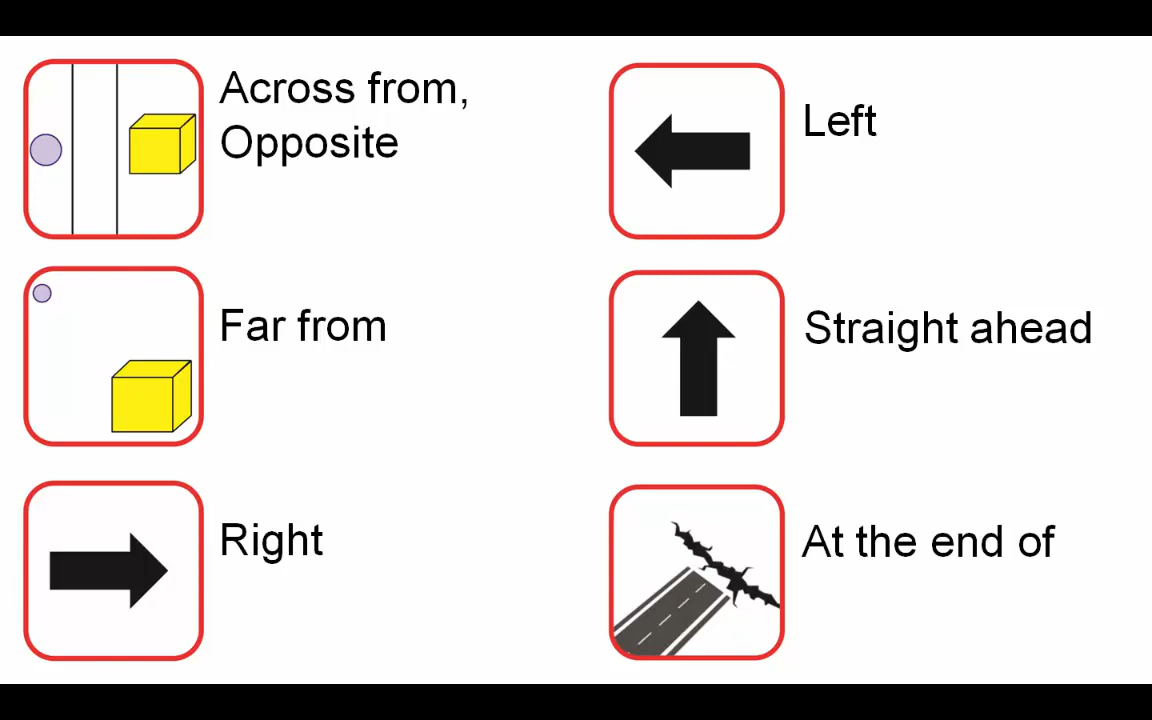 Across from,
Opposite
Left
Far from
Straight ahead
Right
At the end of